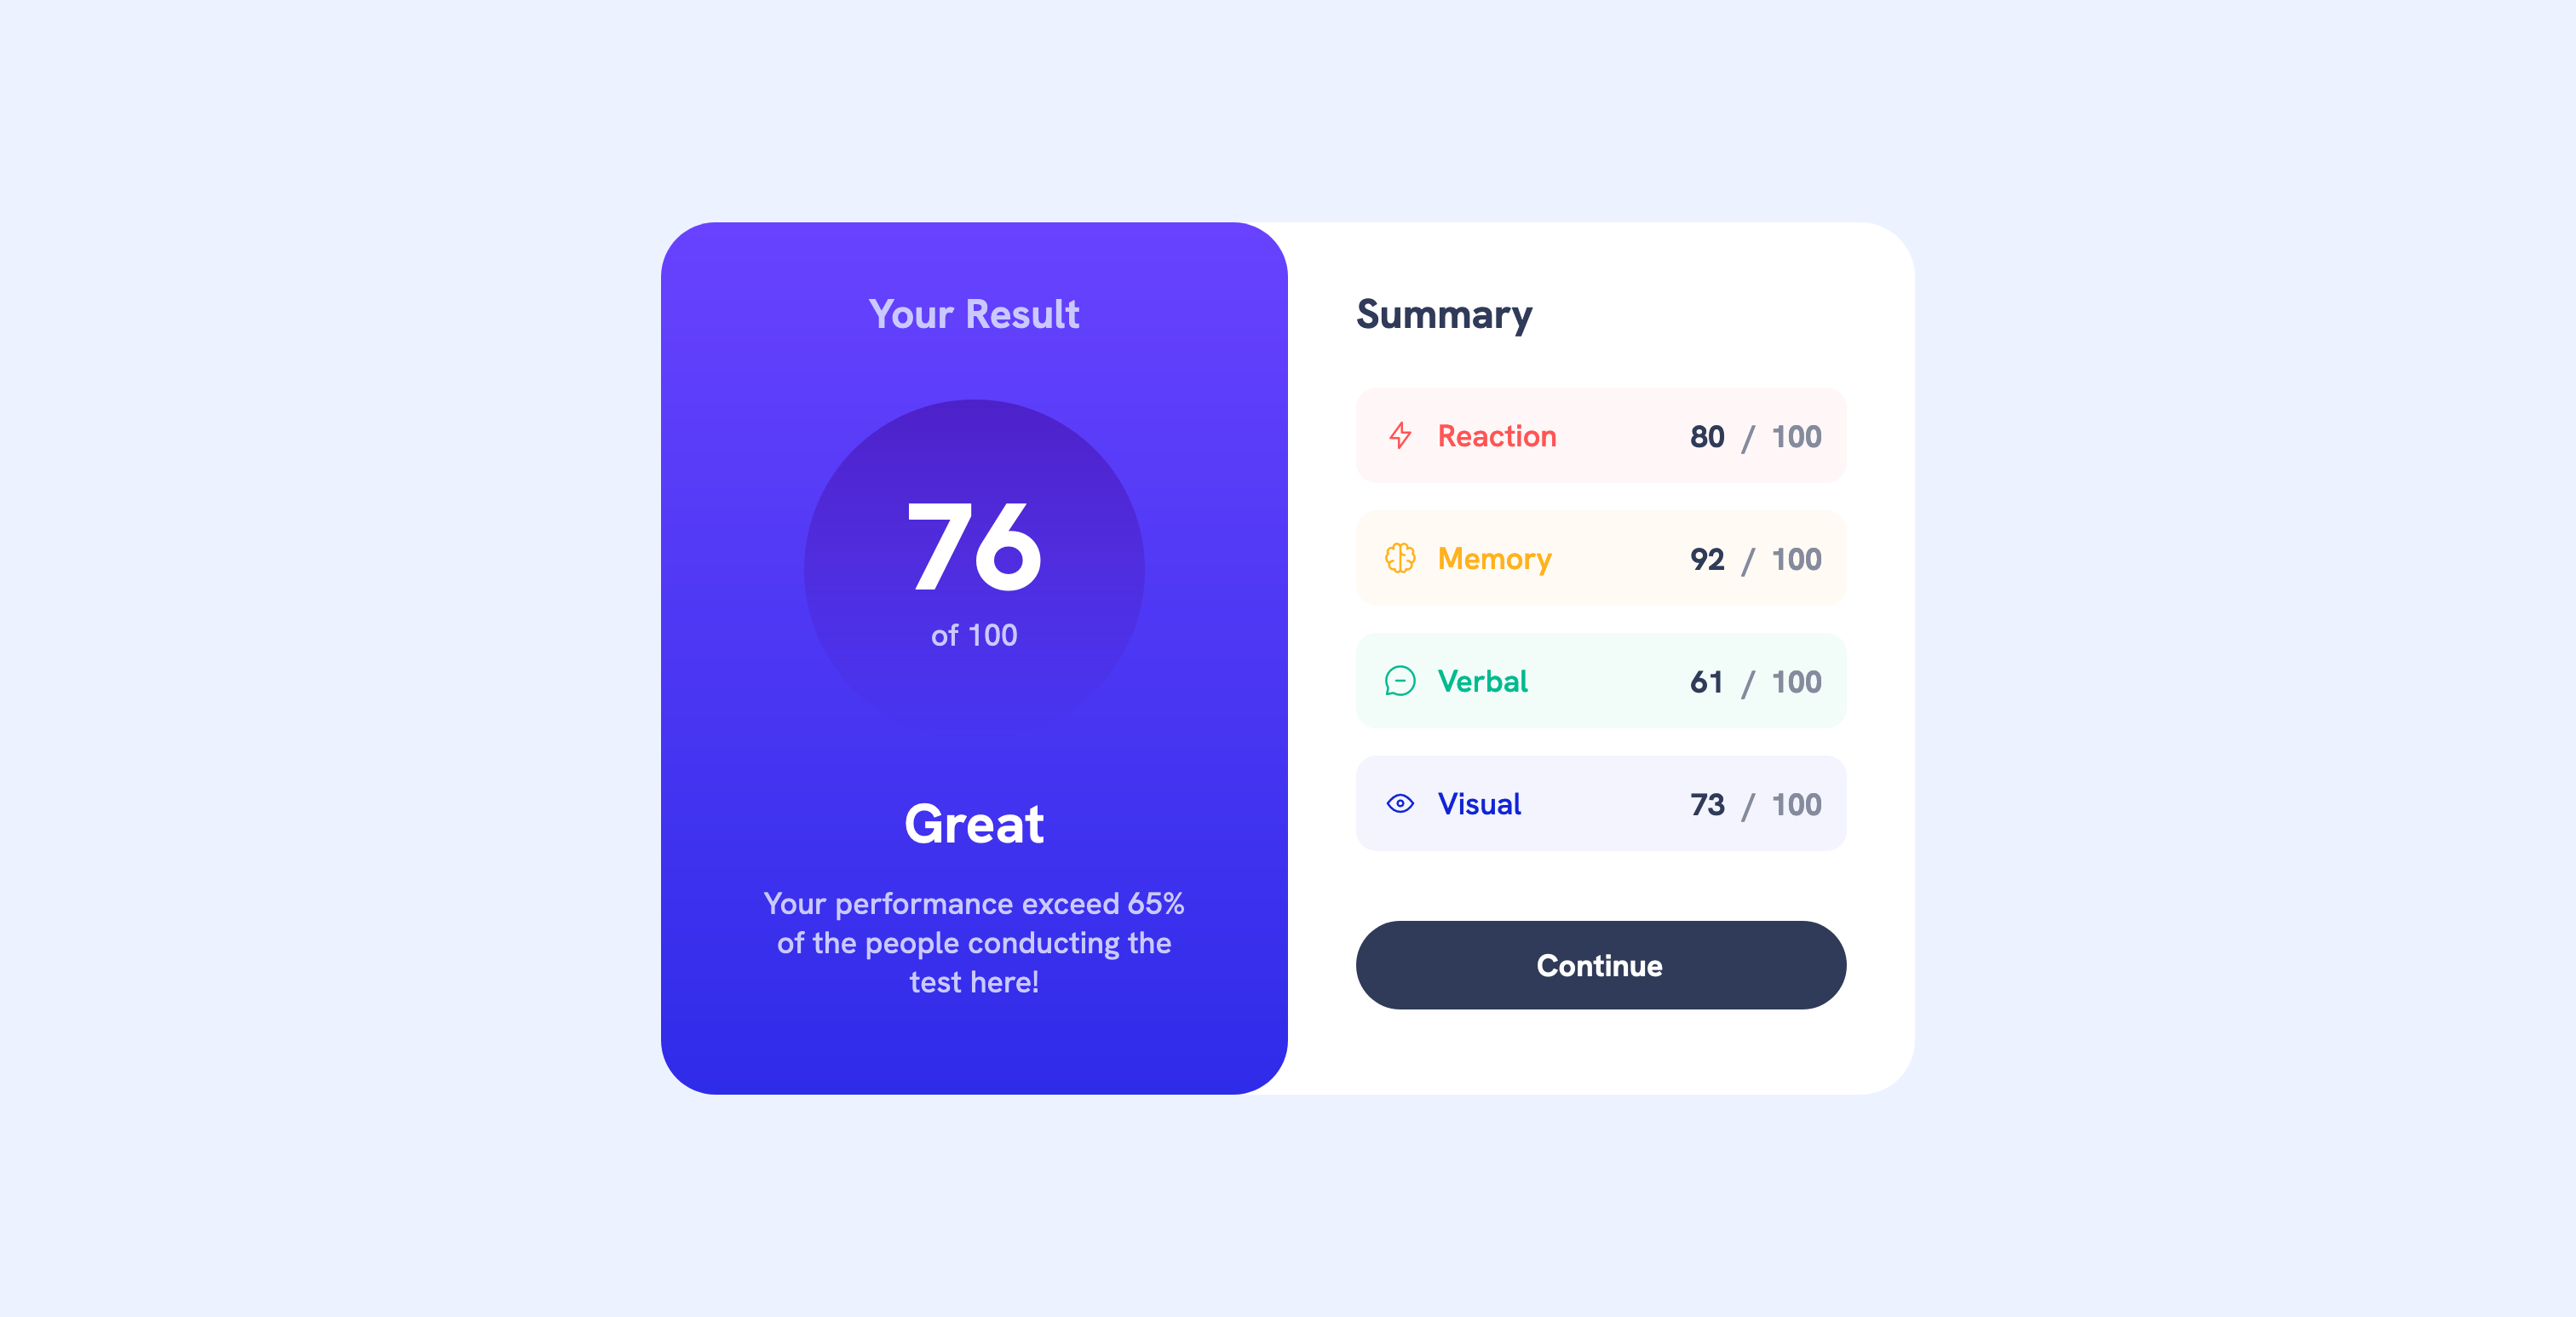 Your Result
76
of 100
Great
Your performance exceed 65%
of the people conducting the
test here!
Summary
Reaction 80 / 100
Memory 92 / 100
Verbal 61 / 100
Visual 73 / 100
Continue